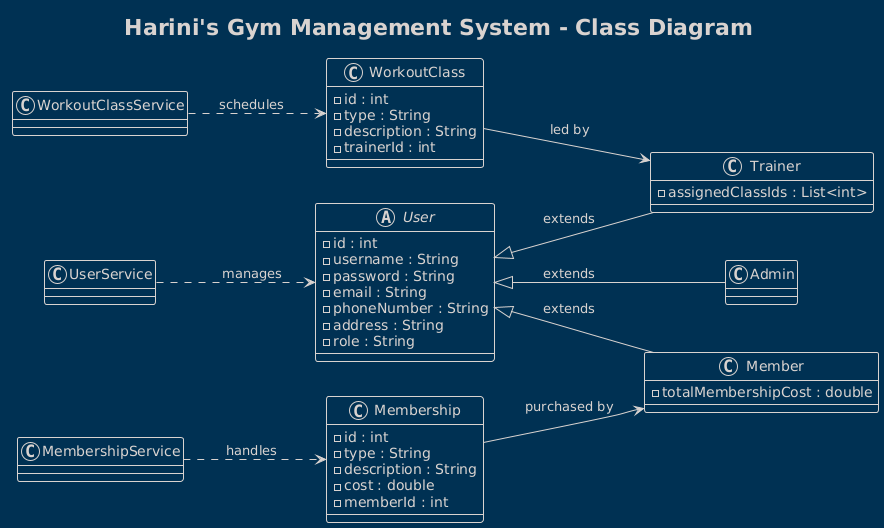 Harini's Gym Management System - Class Diagram
C WorkoutClassService
schedules
C WorkoutClass
id : int
type : String
description : String
trainerId : int
led by
C Trainer
assignedClassIds : List<int>
C UserService
manages
A User
id : int
username : String
password : String
email : String
phoneNumber : String
address : String
role : String
extends
extends
extends
C Admin
C Member
totalMembershipCost : double
C MembershipService
handles
C Membership
id : int
type : String
description : String
cost : double
memberId : int
purchased by